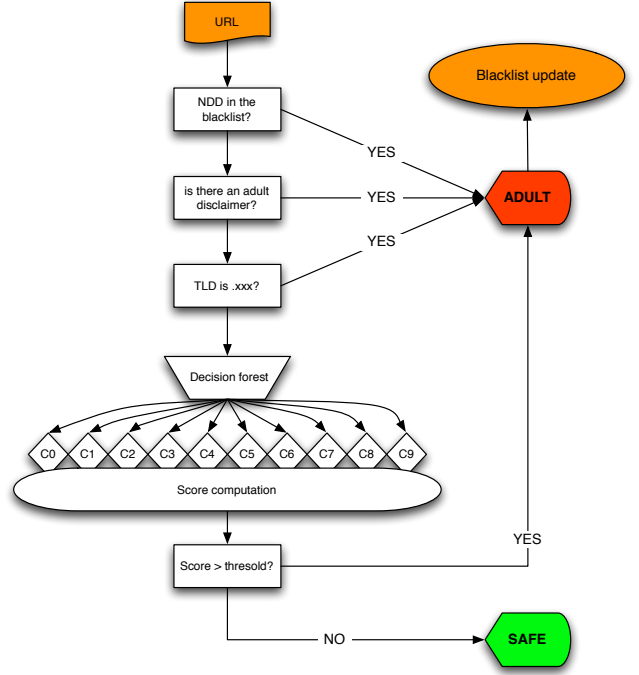 URL
Blacklist update
NDD in the
blacklist?
YES
is there an adult
disclaimer?
YES
ADULT
YES
TLD is .xxx?
Decision forest
C0 C1 C2 C3 C4 C5 C6 C7 C8 C9
Score computation
YES
Score > thresold?
NO
SAFE